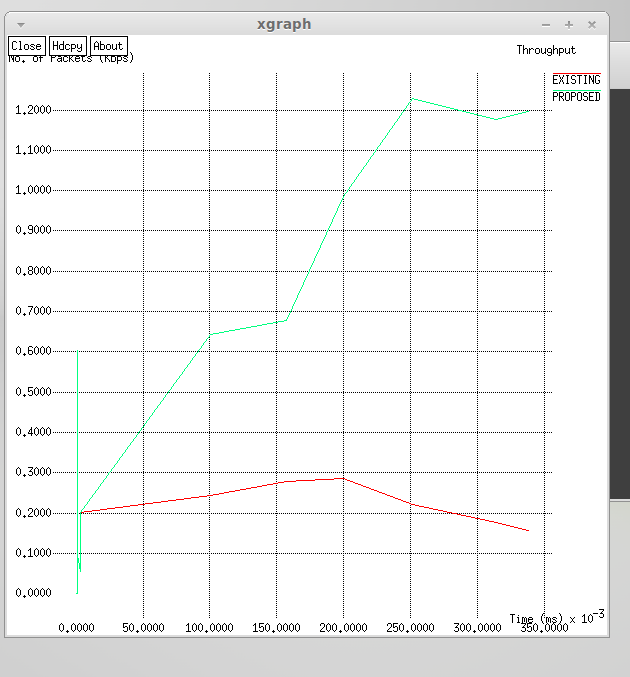 xgraph
Close Hdcpy About
No. of Packets (Kbps)
Throughput
EXISTING
PROPOSED
1.2000
1.1000
1.0000
0.9000
0.8000
0.7000
0.6000
0.5000
0.4000
0.3000
0.2000
0.1000
0.0000
Time (ms) x 10-3
0.0000 50.0000 100.0000 150.0000 200.0000 250.0000 300.0000 350.0000